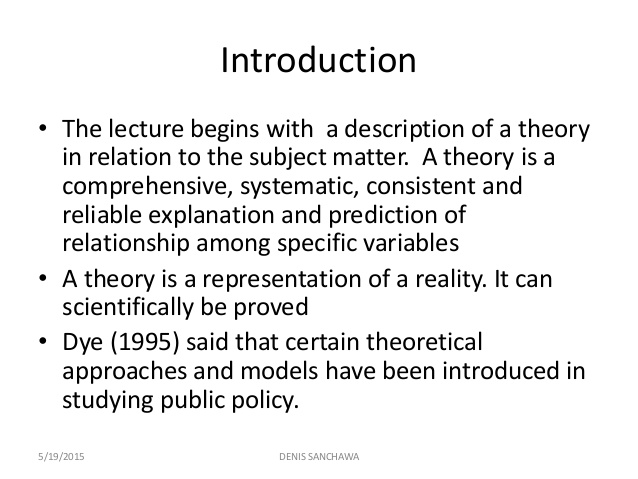 Introduction
• The lecture begins with  a description of a theory
in relation to the subject matter.  A theory is a
comprehensive, systematic, consistent and
reliable explanation and prediction of
relationship among specific variables
• A theory is a representation of a reality. It can
scientifically be proved
• Dye (1995) said that certain theoretical
approaches and models have been introduced in
studying public policy.
5/19/2015 DENIS SANCHAWA